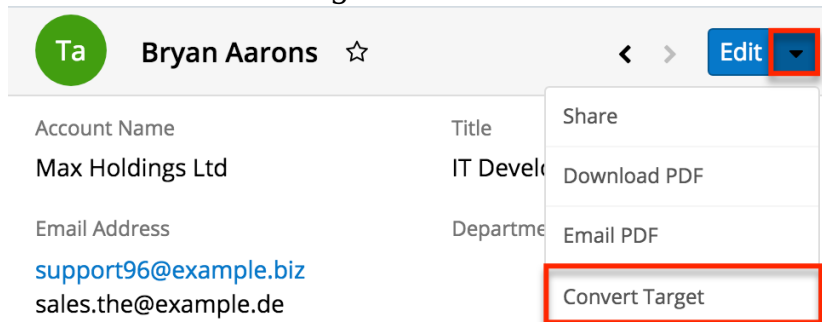 Ta Bryan Aarons Edit
Account Name Title Share
Max Holdings Ltd IT Develo Download PDF
Email Address Departme Email PDF
support96@example.biz
sales.the@example.de Convert Target